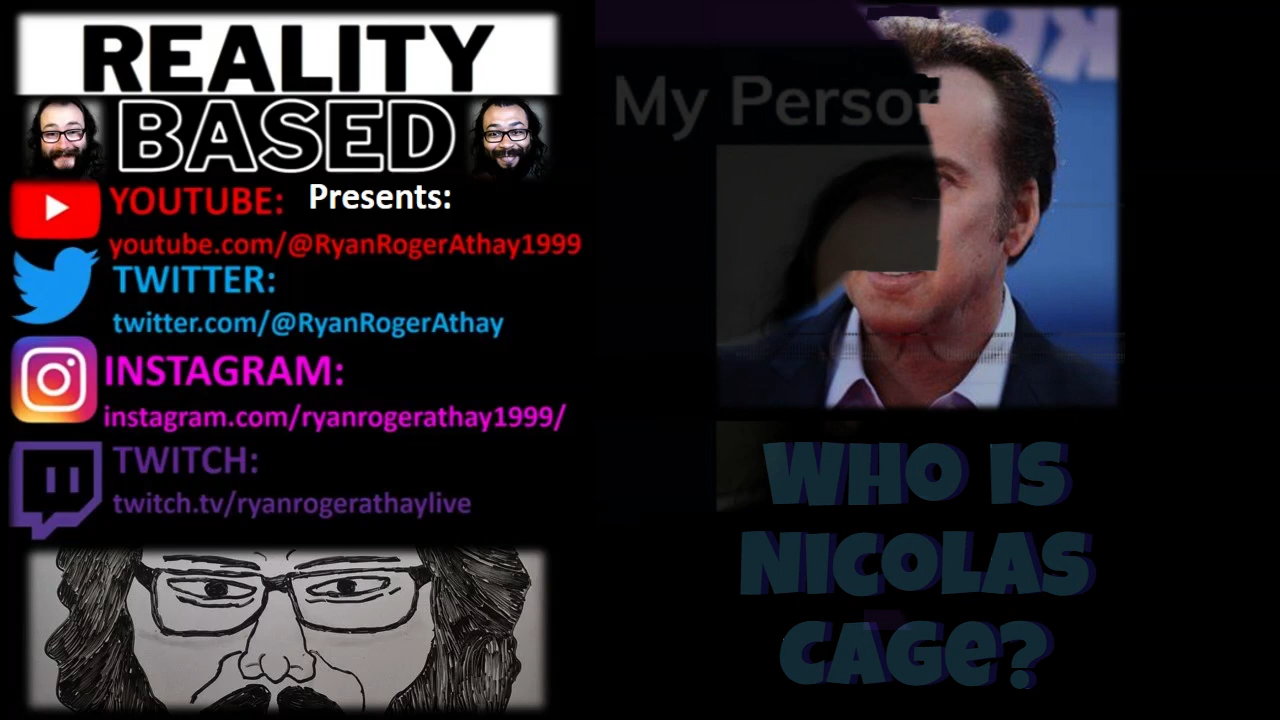 REALITY
BASED
YOUTUBE: Presents:
youtube.com/@RyanRogerAthay1999
TWITTER:
twitter.com/@RyanRogerAthay
INSTAGRAM:
instagram.com/ryanrogerathay1999/
TWITCH:
twitch.tv/ryanrogerathaylive
My Person
WHO IS
NICOLAS
CAGE?